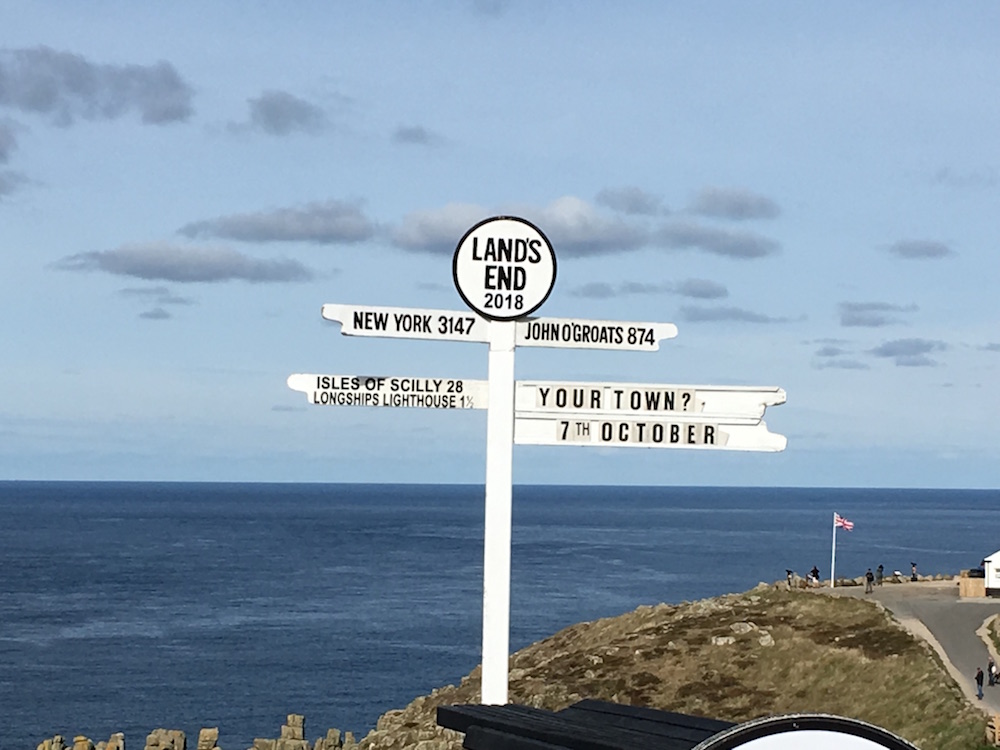 LAND'S
END
2018
NEW YORK 3147
JOHN O'GROATS 874
ISLES OF SCILLY 28
LONGSHIPS LIGHTHOUSE 1½
YOUR TOWN?
7TH OCTOBER